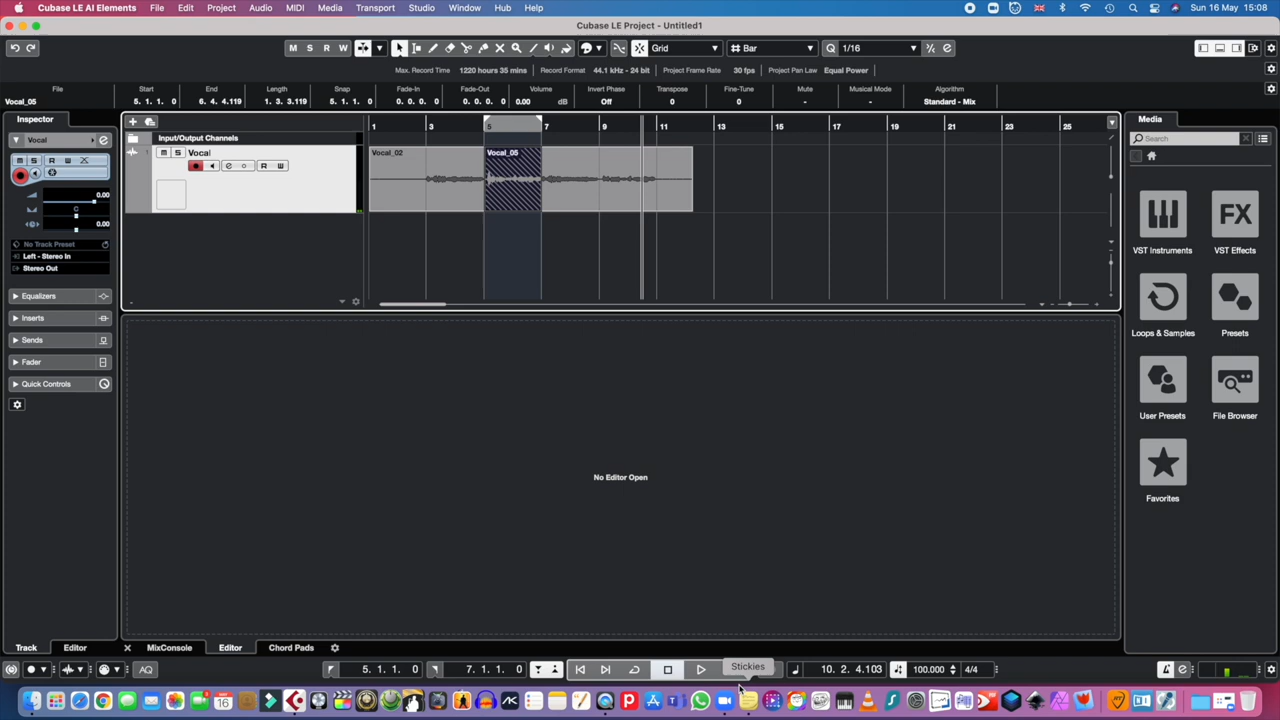 Cubase LE AI Elements File Edit Project Audio MIDI Media Transport Studio Window Hub Help Sun 16 May 15:08
Cubase LE Project - Untitled1
M S R W Grid Bar Q 1/16
Max. Record Time 1220 hours 35 mins Record Format 44.1 kHz - 24 bit Project Frame Rate 30 fps Project Pan Law Equal Power
File Start End Length Snap Fade-In Fade-Out Volume Invert Phase Transpose Fine-Tune Mute Musical Mode Algorithm
Vocal_05 5. 1. 1. 0 6. 4. 4.119 1. 3. 3.119 5. 1. 1. 0 0. 0. 0. 0 0. 0. 0. 0 0.00 dB Off 0 0 - - Standard - Mix
Inspector
Media
1 3 5 7 9 11 13 15 17 19 21 23 25
Input/Output Channels
Search
Vocal
1 M S Vocal
R W
Vocal_02 Vocal_05
M S R W
0.00
C
0.00
No Track Preset
Left - Stereo In
Stereo Out
Equalizers
Inserts
Sends
Fader
Quick Controls
FX
VST Instruments VST Effects
Loops & Samples Presets
User Presets File Browser
Favorites
No Editor Open
Track Editor MixConsole Editor Chord Pads
AQ 5. 1. 1. 0 7. 1. 1. 0 10. 2. 4.103 100.000 4/4
Stickies
MAY
16